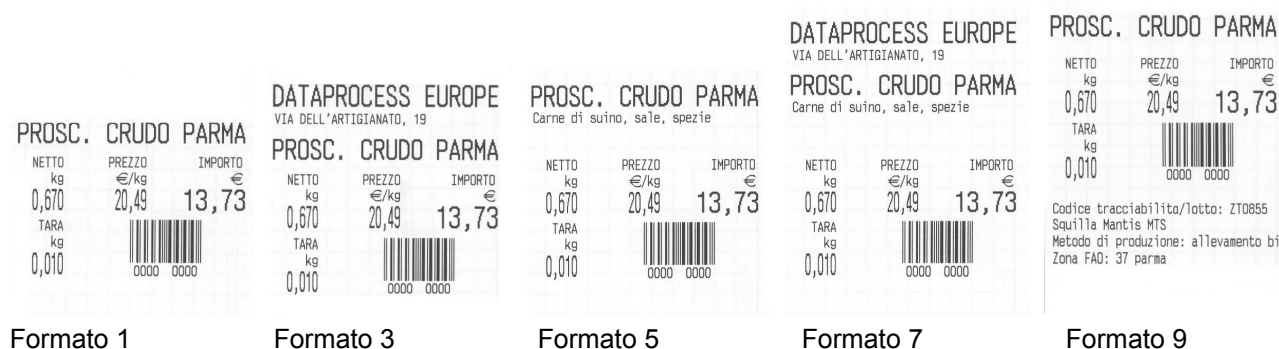 PROSC. CRUDO PARMA
NETTO PREZZO IMPORTO
kg €/kg €
0,670 20,49 13,73
TARA
kg
0,010
0000 0000
Formato 1
DATAPROCESS EUROPE
VIA DELL'ARTIGIANATO, 19
PROSC. CRUDO PARMA
NETTO PREZZO IMPORTO
kg €/kg €
0,670 20,49 13,73
TARA
kg
0,010
0000 0000
Formato 3
PROSC. CRUDO PARMA
Carne di suino, sale, spezie
NETTO PREZZO IMPORTO
kg €/kg €
0,670 20,49 13,73
TARA
kg
0,010
0000 0000
Formato 5
DATAPROCESS EUROPE
VIA DELL'ARTIGIANATO, 19
PROSC. CRUDO PARMA
Carne di suino, sale, spezie
NETTO PREZZO IMPORTO
kg €/kg €
0,670 20,49 13,73
TARA
kg
0,010
0000 0000
Formato 7
PROSC. CRUDO PARMA
NETTO PREZZO IMPORTO
kg €/kg €
0,670 20,49 13,73
TARA
kg
0,010
0000 0000
Codice tracciabilito/lotto: ZT0855
Squilla Mantis MTS
Metodo di produzione: allevamento bi
Zona FAO: 37 parma
Formato 9